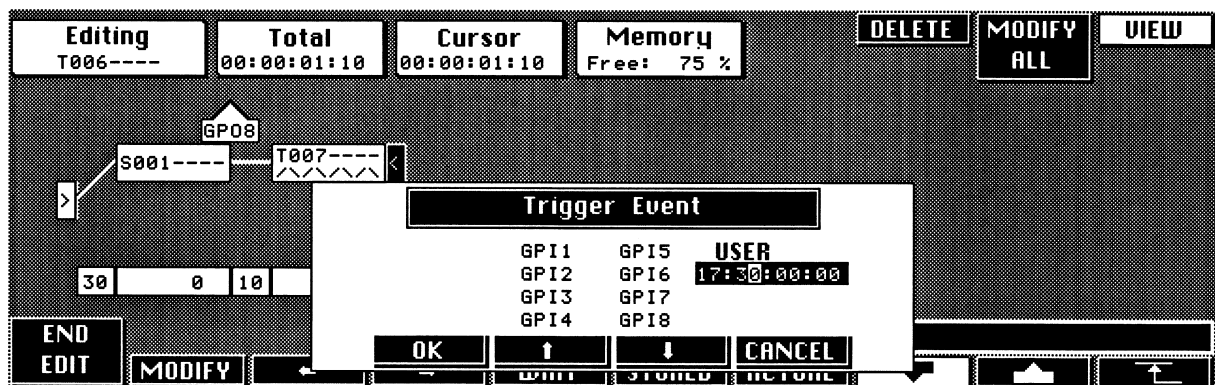 Editing
T006----
Total
00:00:01:10
Cursor
00:00:01:10
Memory
Free: 75 %
DELETE
MODIFY
ALL
VIEW
GPO8
S001----
T007----
<
>
Trigger Event
GPI1 GPI5 USER
GPI2 GPI6 17:30:00:00
GPI3 GPI7
GPI4 GPI8
30 0 10
OK ↑ ↓ CANCEL
END
EDIT
MODIFY